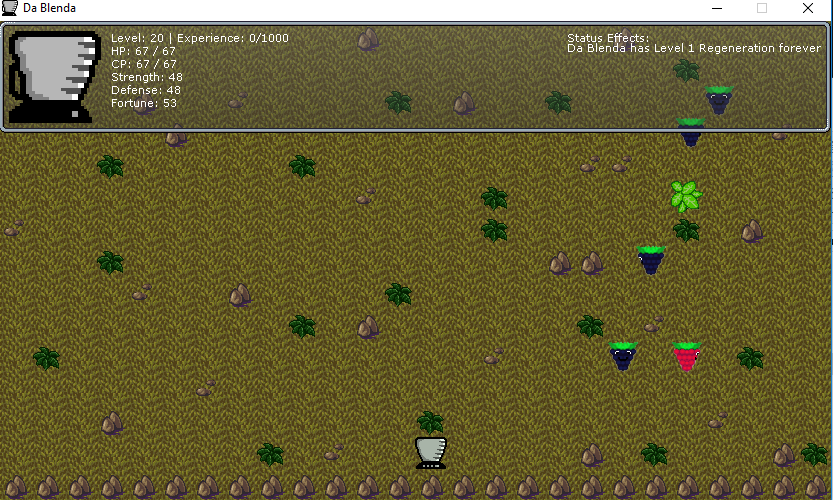 Da Blenda
Level: 20 | Experience: 0/1000
HP: 67 / 67
CP: 67 / 67
Strength: 48
Defense: 48
Fortune: 53
Status Effects:
Da Blenda has Level 1 Regeneration forever